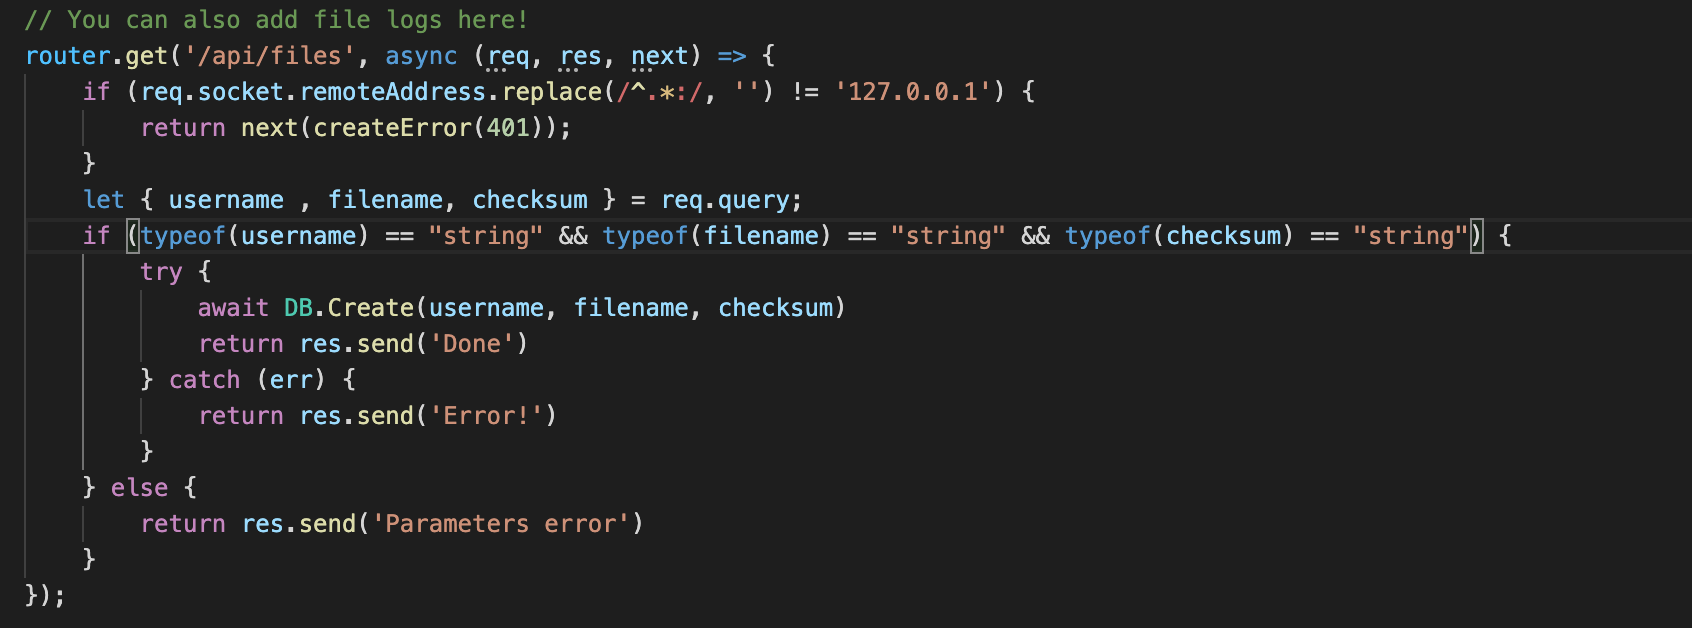 // You can also add file logs here!
router.get('/api/files', async (req, res, next) => {
    if (req.socket.remoteAddress.replace(/^.*:/, '') != '127.0.0.1') {
        return next(createError(401));
    }
    let { username , filename, checksum } = req.query;
    if (typeof(username) == "string" && typeof(filename) == "string" && typeof(checksum) == "string") {
        try {
            await DB.Create(username, filename, checksum)
            return res.send('Done')
        } catch (err) {
            return res.send('Error!')
        }
    } else {
        return res.send('Parameters error')
    }
});